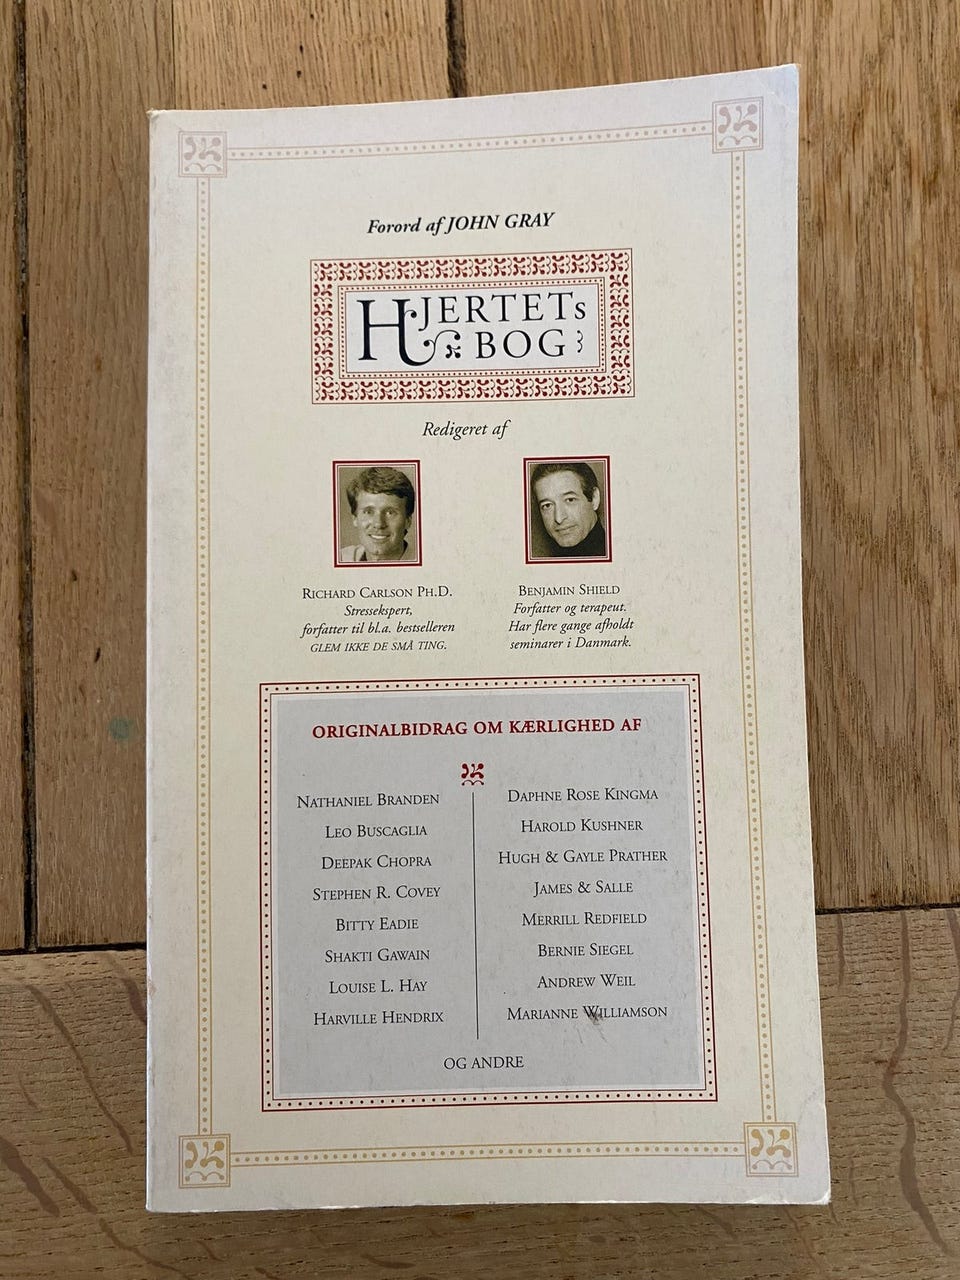 Forord af JOHN GRAY
HJERTETs
BOG
Redigeret af
RICHARD CARLSON PH.D.
Stressekspert,
forfatter til bl.a. bestselleren
GLEM IKKE DE SMÅ TING.
BENJAMIN SHIELD
Forfatter og terapeut.
Har flere gange afholdt
seminarer i Danmark.
ORIGINALBIDRAG OM KÆRLIGHED AF
NATHANIEL BRANDEN
LEO BUSCAGLIA
DEEPAK CHOPRA
STEPHEN R. COVEY
BITTY EADIE
SHAKTI GAWAIN
LOUISE L. HAY
HARVILLE HENDRIX
DAPHNE ROSE KINGMA
HAROLD KUSHNER
HUGH & GAYLE PRATHER
JAMES & SALLE
MERRILL REDFIELD
BERNIE SIEGEL
ANDREW WEIL
MARIANNE WILLIAMSON
OG ANDRE